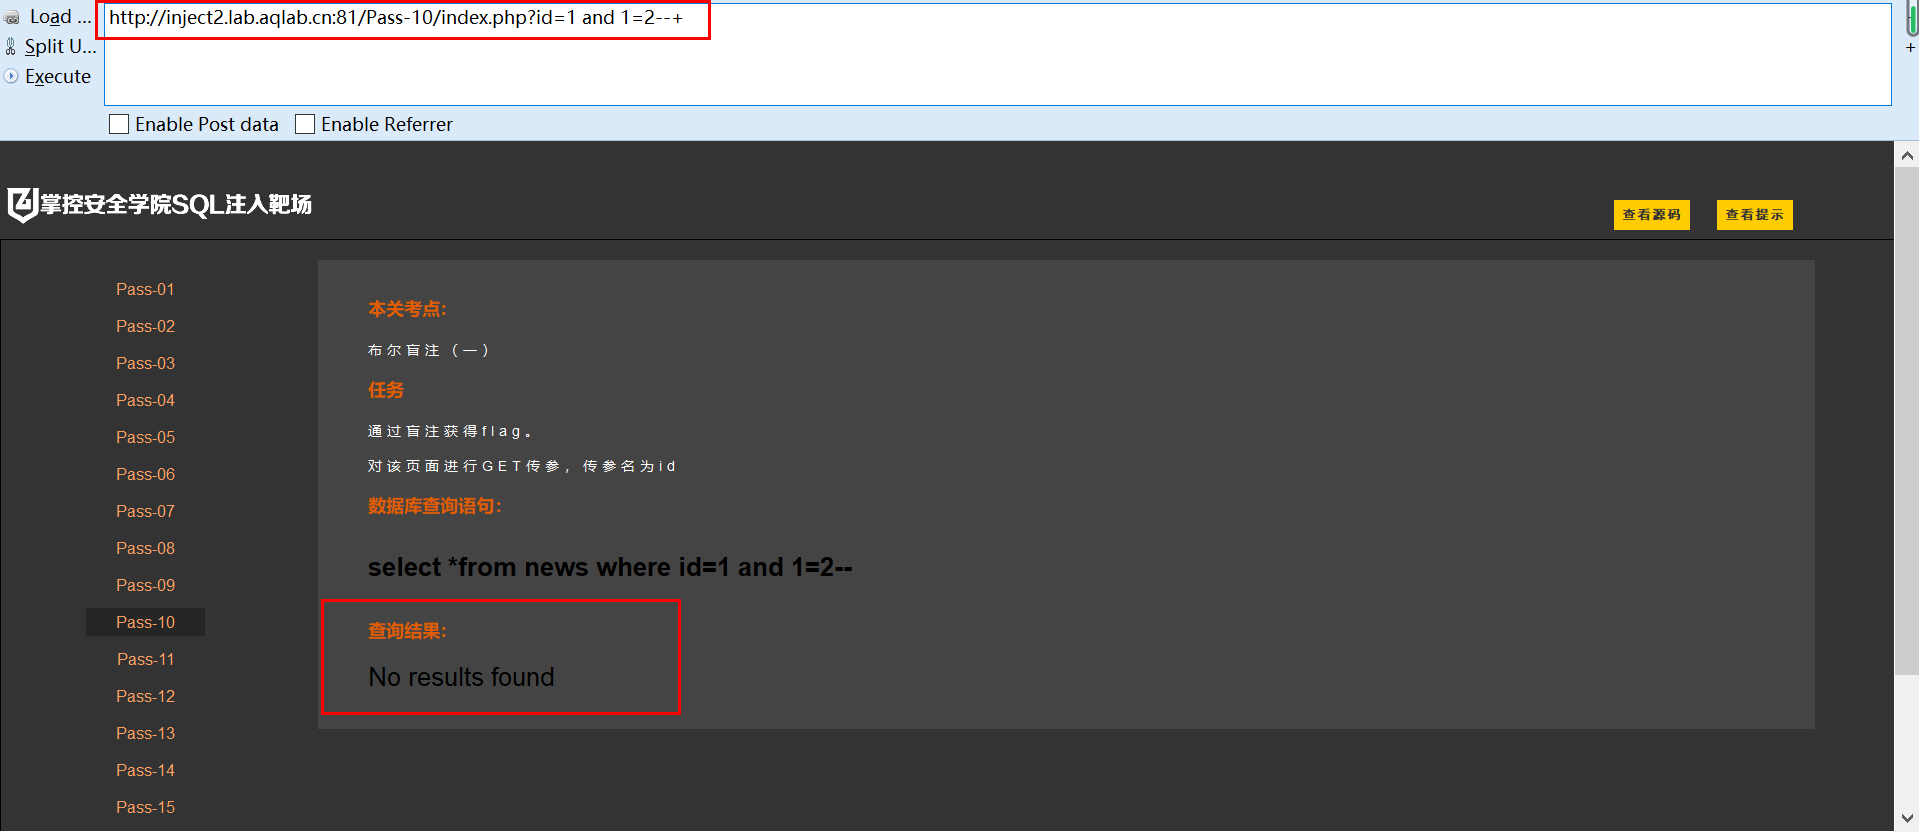 Load ...
http://inject2.lab.aqlab.cn:81/Pass-10/index.php?id=1 and 1=2--+
Split U...
+
Execute
Enable Post data
Enable Referrer
掌控安全学院SQL注入靶场
查看源码
查看提示
Pass-01
Pass-02
Pass-03
Pass-04
Pass-05
Pass-06
Pass-07
Pass-08
Pass-09
Pass-10
Pass-11
Pass-12
Pass-13
Pass-14
Pass-15
本关考点:
布尔盲注（一）
任务
通过盲注获得flag。
对该页面进行GET传参，传参名为id
数据库查询语句:
select *from news where id=1 and 1=2--
查询结果:
No results found